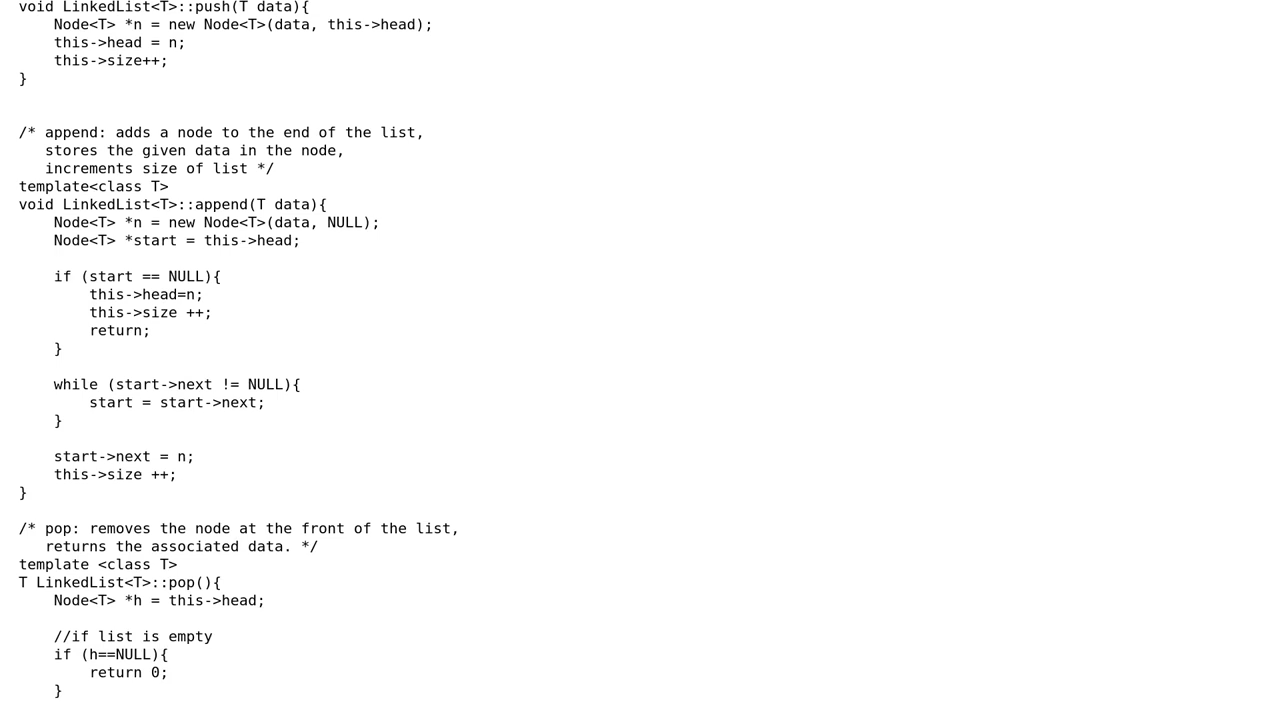 void LinkedList<T>::push(T data){
    Node<T> *n = new Node<T>(data, this->head);
    this->head = n;
    this->size++;
}


/* append: adds a node to the end of the list,
   stores the given data in the node,
   increments size of list */
template<class T>
void LinkedList<T>::append(T data){
    Node<T> *n = new Node<T>(data, NULL);
    Node<T> *start = this->head;

    if (start == NULL){
        this->head=n;
        this->size ++;
        return;
    }

    while (start->next != NULL){
        start = start->next;
    }

    start->next = n;
    this->size ++;
}

/* pop: removes the node at the front of the list,
   returns the associated data. */
template <class T>
T LinkedList<T>::pop(){
    Node<T> *h = this->head;

    //if list is empty
    if (h==NULL){
        return 0;
    }